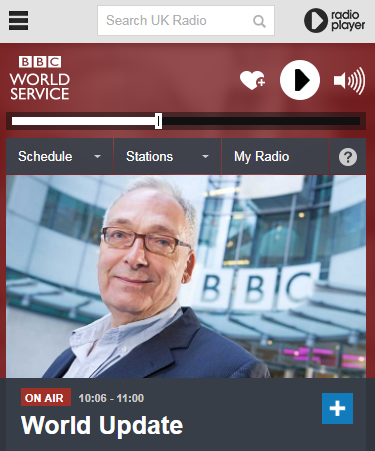 Search UK Radio
radio
player
BBC
WORLD
SERVICE
Schedule
Stations
My Radio
?
BBC
ON AIR
10:06 - 11:00
World Update